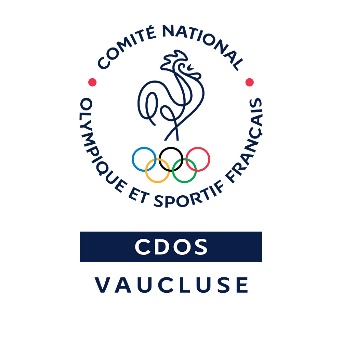 COMITÉ NATIONAL
OLYMPIQUE ET SPORTIF FRANÇAIS
CDOS
VAUCLUSE